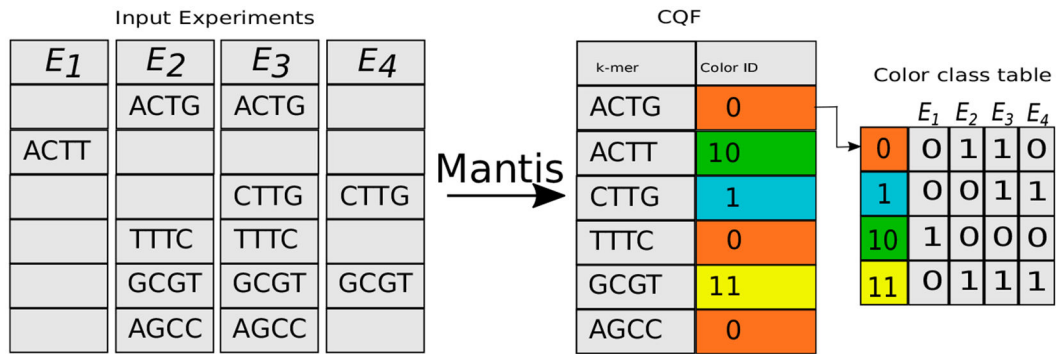 Input Experiments
E1 E2 E3 E4
ACTG ACTG
ACTT
CTTG CTTG
TTTC TTTC
GCGT GCGT GCGT
AGCC AGCC
Mantis
CQF
k-mer Color ID
ACTG 0
ACTT 10
CTTG 1
TTTC 0
GCGT 11
AGCC 0
Color class table
E1 E2 E3 E4
0 0 1 1 0
1 0 0 1 1
10 1 0 0 0
11 0 1 1 1